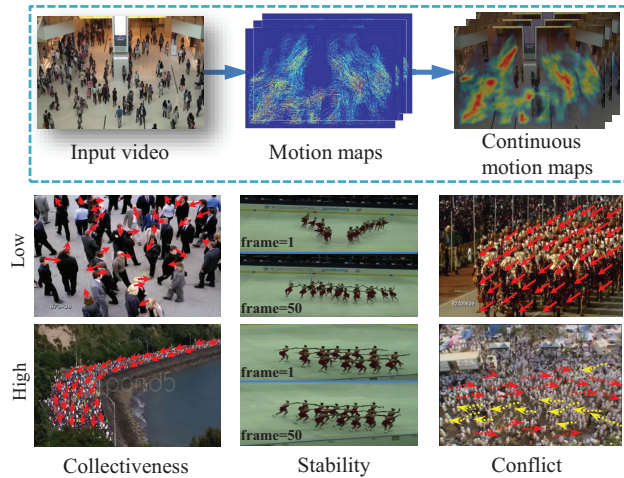 Input video
Motion maps
Continuous
motion maps
Low
frame=1
frame=50
High
frame=1
frame=50
Collectiveness
Stability
Conflict